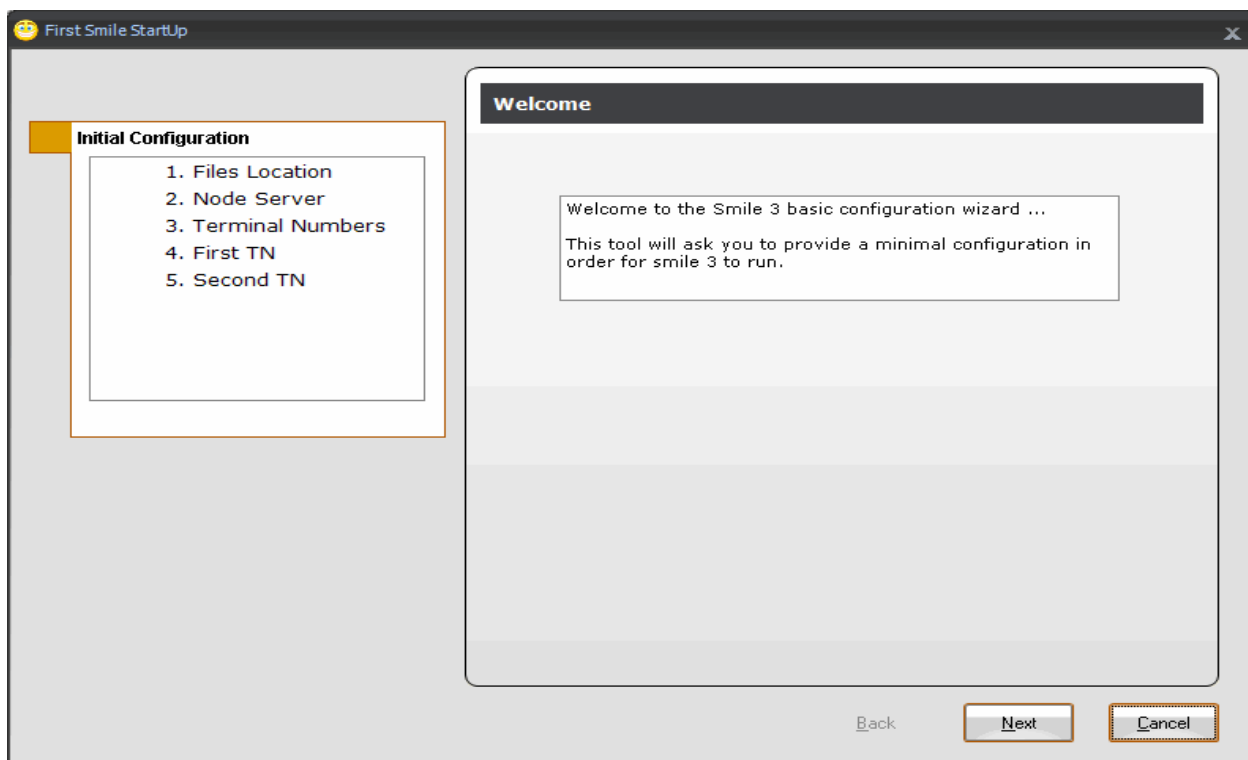 First Smile StartUp
x
Initial Configuration
1. Files Location
2. Node Server
3. Terminal Numbers
4. First TN
5. Second TN
Welcome
Welcome to the Smile 3 basic configuration wizard ...
This tool will ask you to provide a minimal configuration in
order for smile 3 to run.
Back
Next
Cancel